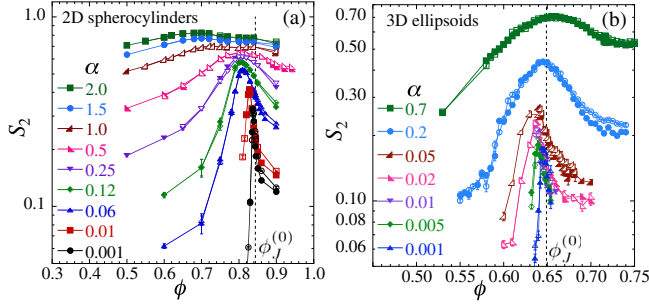 2D spherocylinders (a)
1.0
0.1
S₂
α
2.0
1.5
1.0
0.5
0.25
0.12
0.06
0.01
0.001
ϕ_J^(0)
0.3 0.4 0.5 0.6 0.7 0.8 0.9 1.0
ϕ
(b) 3D ellipsoids
0.70
0.50
0.30
0.10
0.08
0.06
S₂
α
0.7
0.2
0.05
0.02
0.01
0.005
0.001
ϕ_J^(0)
0.50 0.55 0.60 0.65 0.70 0.75
ϕ